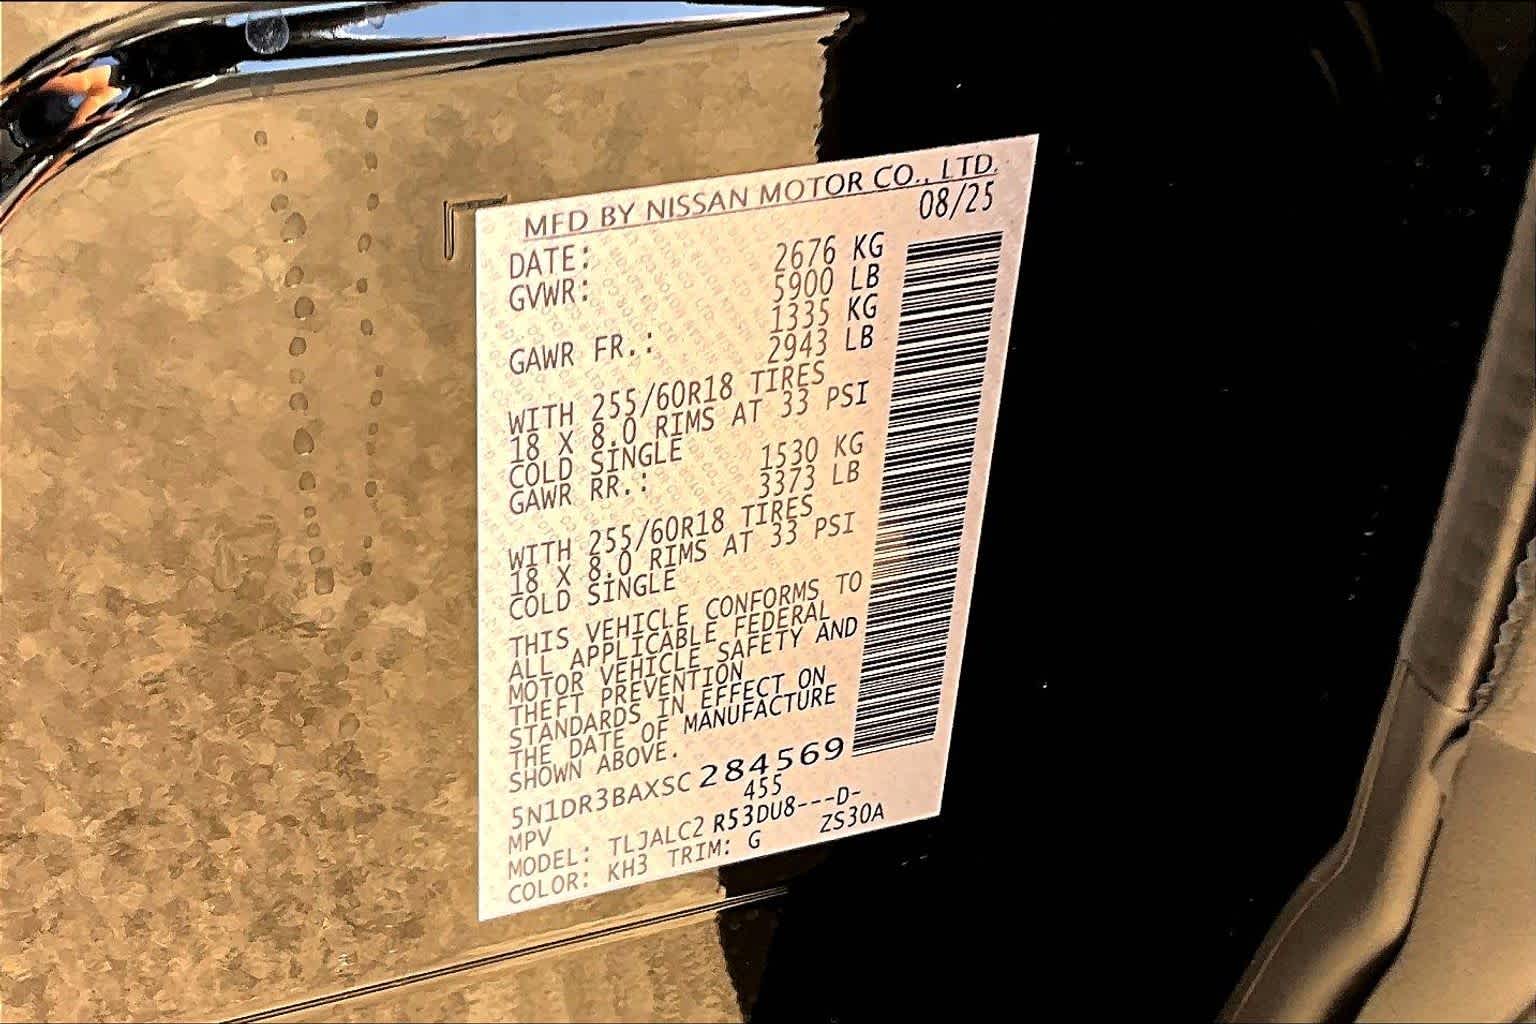 MFD BY NISSAN MOTOR CO., LTD.
DATE: 08/25
GVWR: 2676 KG
5900 LB
GAWR FR.: 1335 KG
2943 LB
WITH 255/60R18 TIRES
18 X 8.0 RIMS AT 33 PSI
COLD SINGLE
GAWR RR.: 1530 KG
3373 LB
WITH 255/60R18 TIRES
18 X 8.0 RIMS AT 33 PSI
COLD SINGLE
THIS VEHICLE CONFORMS TO
ALL APPLICABLE FEDERAL
MOTOR VEHICLE SAFETY AND
THEFT PREVENTION
STANDARDS IN EFFECT ON
THE DATE OF MANUFACTURE
SHOWN ABOVE.
5N1DR3BAXSC284569
MPV 455
MODEL: TLJALC2 R53DU8---D-
COLOR: KH3 TRIM: G ZS30A